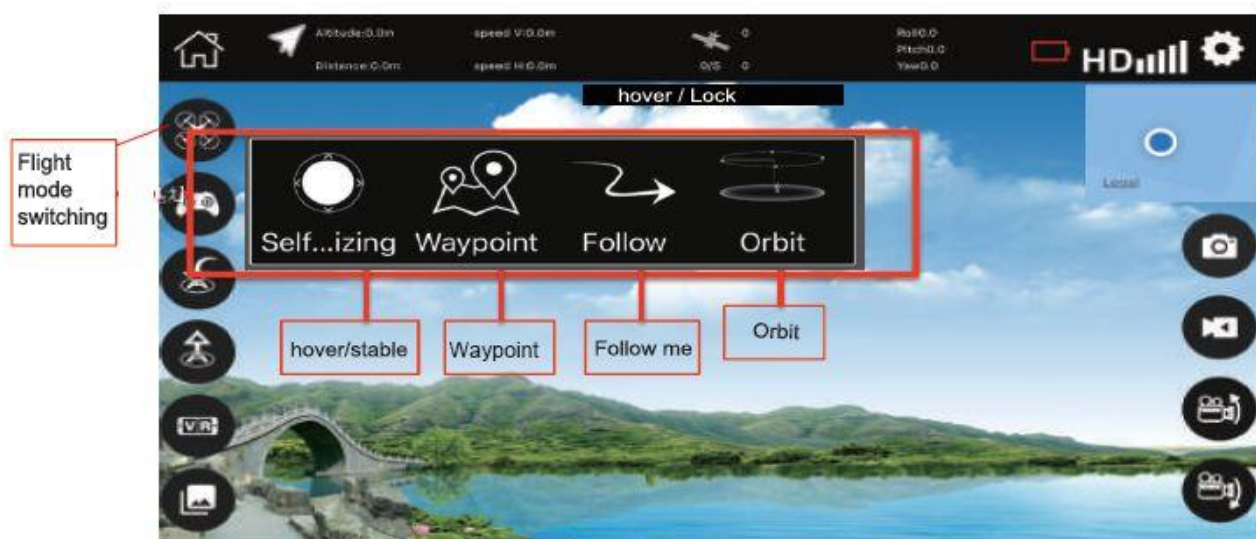 Altitude:0.0m
speed V:0.0m
0
Roll0.0
Pitch0.0
Distance:0.0m
speed H:0.0m
0/S 0
Yaw0.0
HD
hover / Lock
Flight
mode
switching
Self...izing
Waypoint
Follow
Orbit
hover/stable
Waypoint
Follow me
Orbit
VR